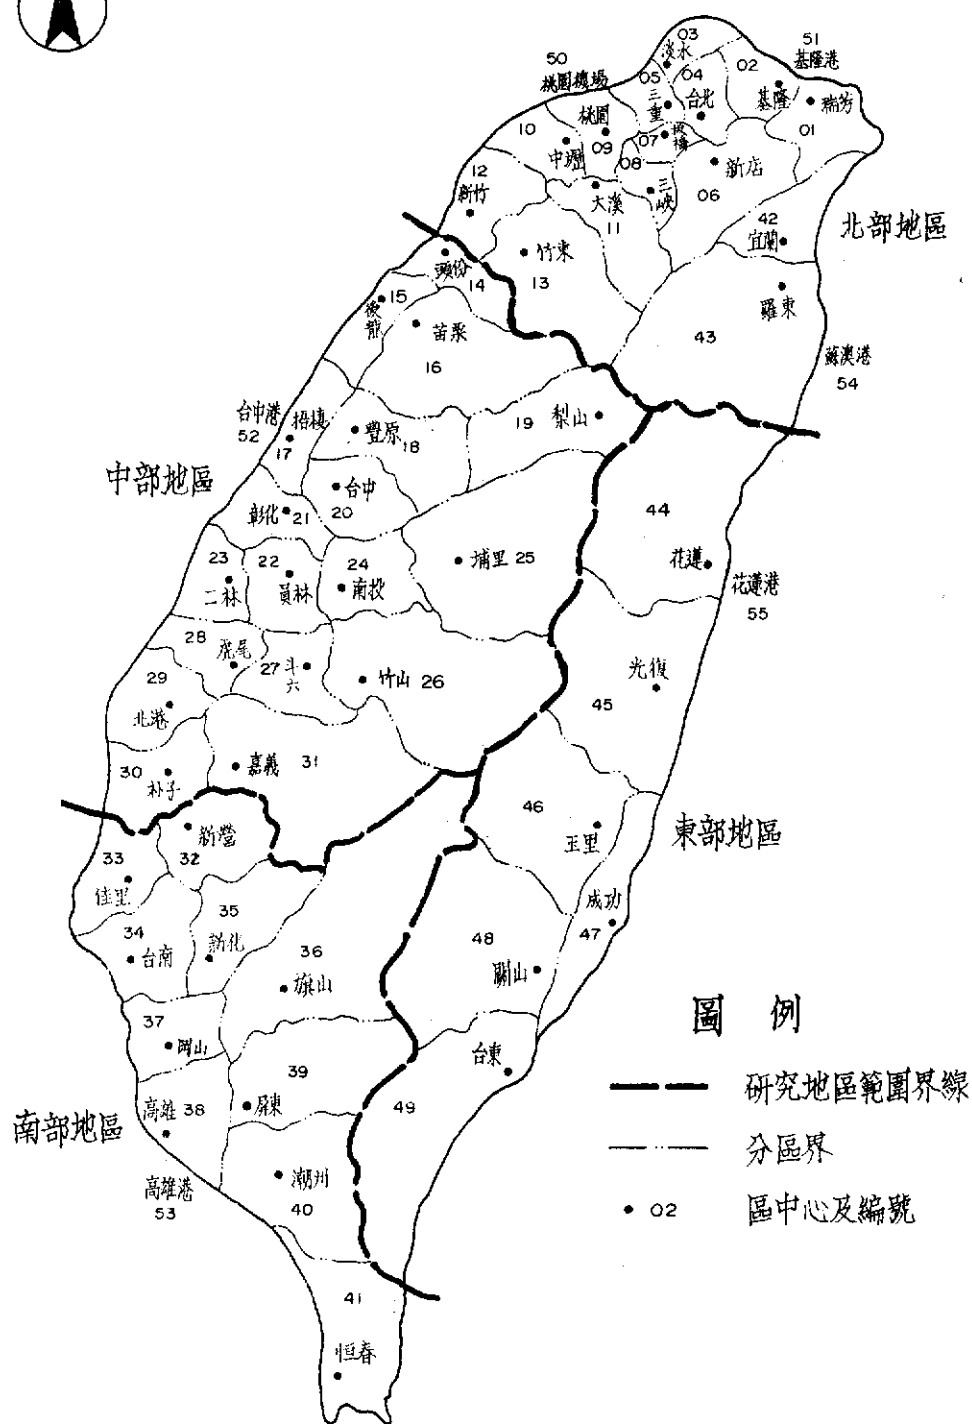 03
淡水
51
基隆港
50
桃園機場
05
04
02
三重
台北
基隆
瑞芳
01
10
桃園
中壢
09
07
板橋
08
新店
06
12
新竹
大溪
11
三峽
42
宜蘭
北部地區
頭份
14
竹東
13
羅東
15
後龍
苗栗
16
43
蘇澳港
54
台中港
52
梧棲
17
豐原
18
19
梨山
中部地區
台中
20
彰化
21
44
花蓮
花蓮港
55
23
二林
22
員林
24
南投
埔里 25
28
虎尾
27
斗六
竹山 26
光復
45
29
北港
30
朴子
嘉義
31
46
玉里
東部地區
33
佳里
新營
32
成功
47
34
台南
35
新化
36
旗山
48
關山
37
岡山
39
屏東
台東
49
南部地區
高雄 38
高雄港
53
潮州
40
41
恒春
圖例
研究地區範圍界線
分區界
02
區中心及編號